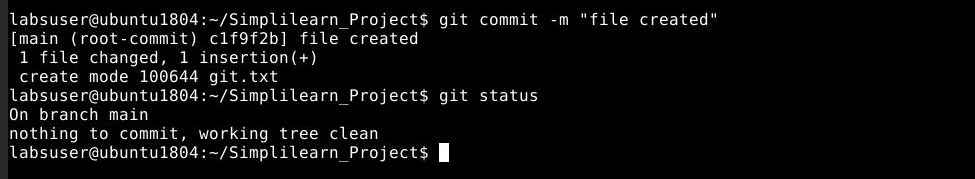 labsuser@ubuntu1804:~/Simplilearn_Project$ git commit -m "file created"
[main (root-commit) c1f9f2b] file created
 1 file changed, 1 insertion(+)
 create mode 100644 git.txt
labsuser@ubuntu1804:~/Simplilearn_Project$ git status
On branch main
nothing to commit, working tree clean
labsuser@ubuntu1804:~/Simplilearn_Project$